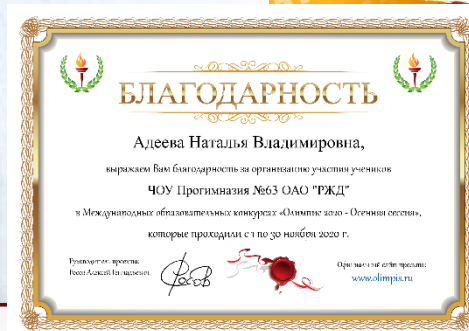 БЛАГОДАРНОСТЬ
Адеева Наталья Владимировна,
выражаем Вам благодарность за организацию участия учеников
ЧОУ Прогимназия №63 ОАО "РЖД"
в Международных образовательных конкурсах «Олимпис 2020 - Осенняя сессия»,
которые проходили с 1 по 30 ноября 2020 г.
Руководитель проекта:
Алексей
сайт проекта:
www.olimpis.ru